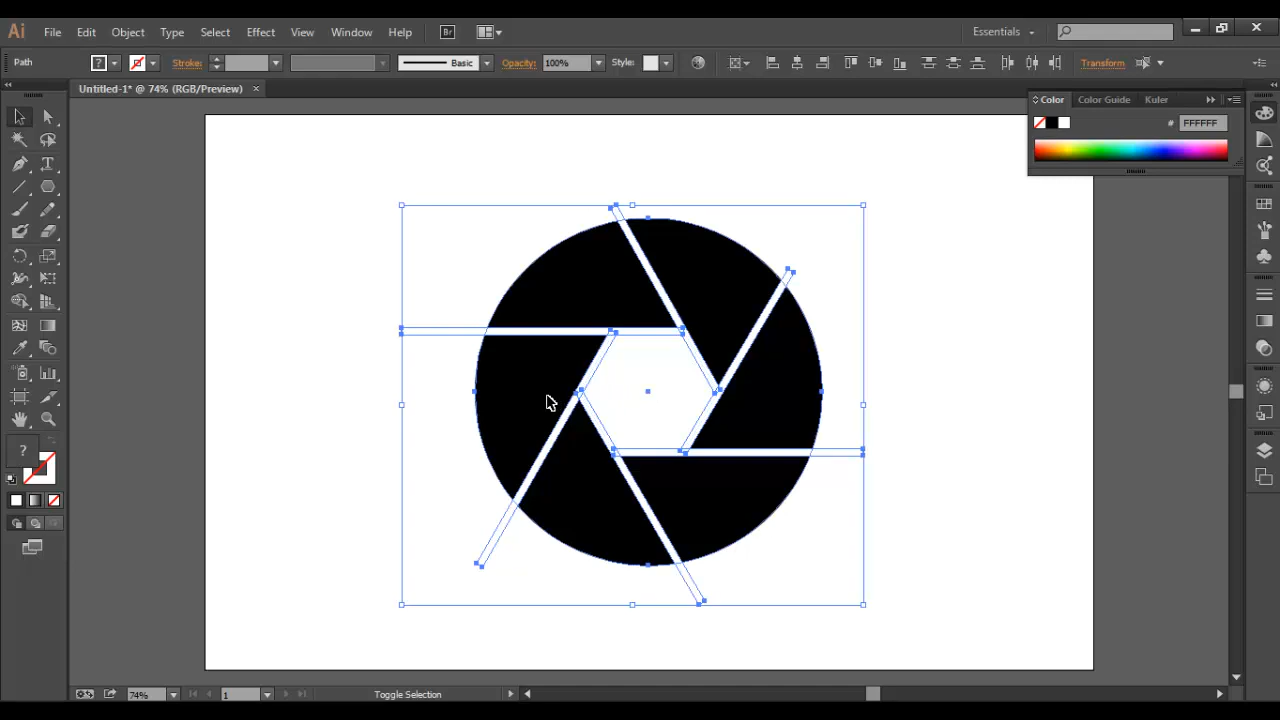 Ai File Edit Object Type Select Effect View Window Help Br Essentials
Path ? Stroke: Basic Opacity: 100% Style: Transform
Untitled-1* @ 74% (RGB/Preview) ×
Color Color Guide Kuler
# FFFFFF
?
74% 1 Toggle Selection